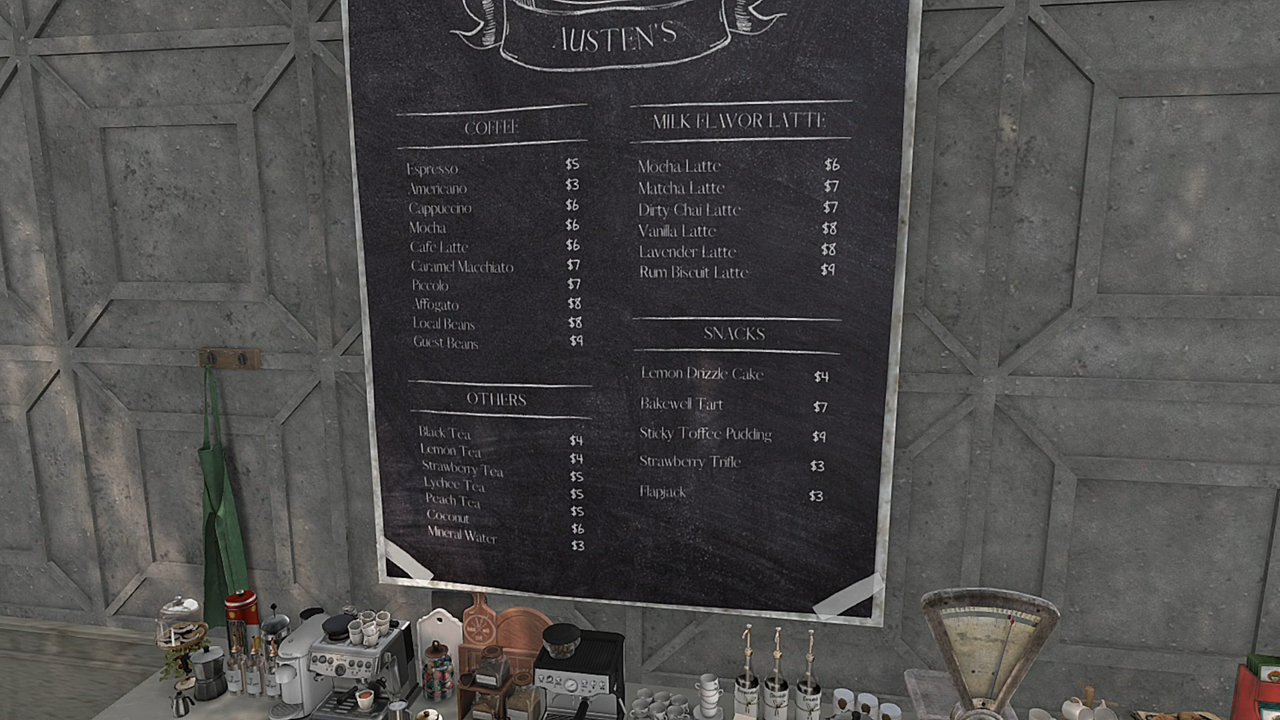 AUSTEN'S
COFFEE
Espresso $5
Americano $3
Cappuccino $6
Mocha $6
Cafe Latte $6
Caramel Macchiato $7
Piccolo $7
Affogato $8
Local Beans $8
Guest Beans $9
OTHERS
Black Tea $4
Lemon Tea $4
Strawberry Tea $5
Lychee Tea $5
Peach Tea $5
Coconut $6
Mineral Water $3
MILK FLAVOR LATTE
Mocha Latte $6
Matcha Latte $7
Dirty Chai Latte $7
Vanilla Latte $8
Lavender Latte $8
Rum Biscuit Latte $9
SNACKS
Lemon Drizzle Cake $4
Bakewell Tart $7
Sticky Toffee Pudding $9
Strawberry Trifle $3
Flapjack $3